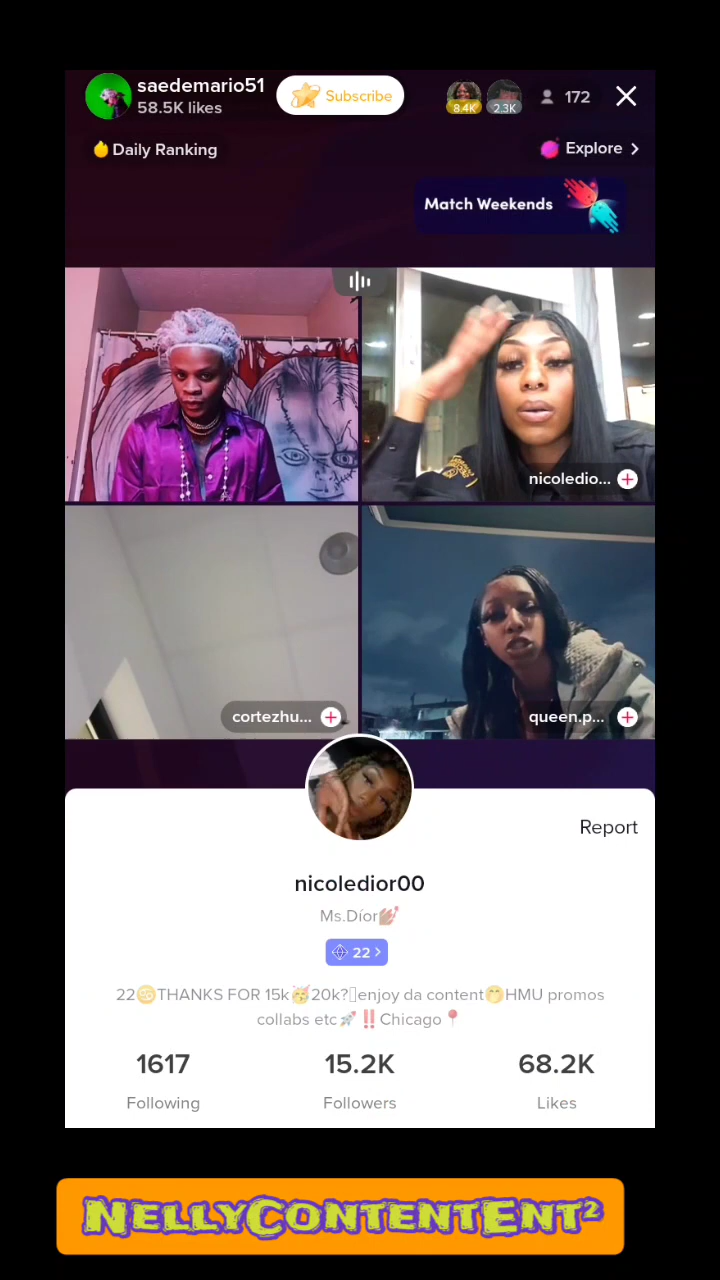 saedemario51
58.5K likes
Subscribe
8.4K
2.3K
172
Daily Ranking
Explore
Match Weekends
nicoledio...
cortezhu...
queen.p...
Report
nicoledior00
Ms.Díor💅🏽
22
22♋THANKS FOR 15k🥳20k?enjoy da content🤭HMU promos
collabs etc🚀‼️Chicago📍
1617
15.2K
68.2K
Following
Followers
Likes
NELLYCONTENTENT²